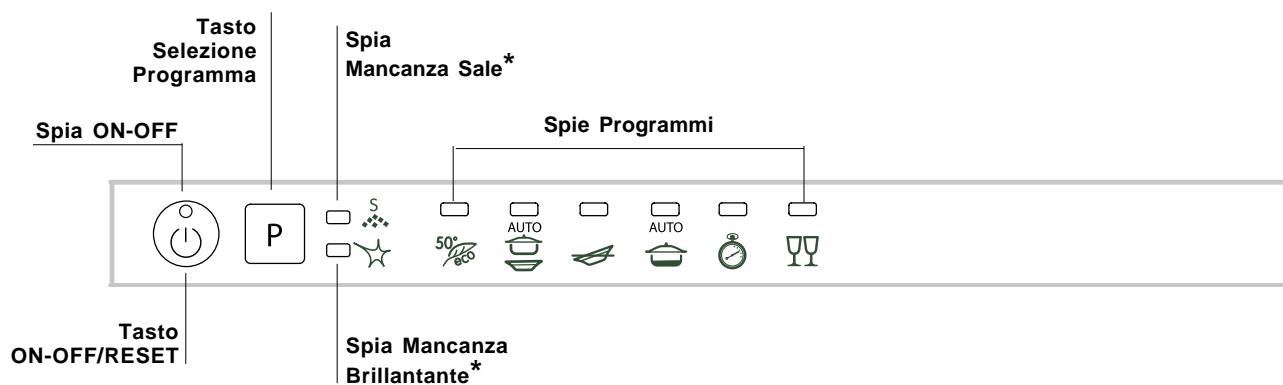 Tasto
Selezione
Programma
Spia
Mancanza Sale*
Spia ON-OFF
Spie Programmi
P
S
AUTO
AUTO
50°
eco
Tasto
ON-OFF/RESET
Spia Mancanza
Brillantante*